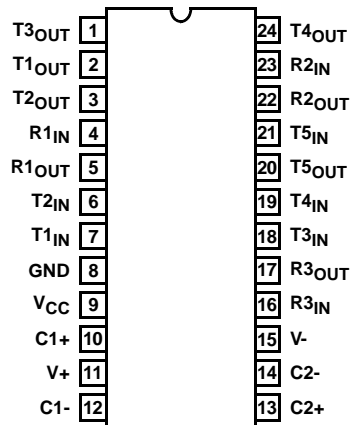 T3OUT 1 24 T4OUT
T1OUT 2 23 R2IN
T2OUT 3 22 R2OUT
R1IN 4 21 T5IN
R1OUT 5 20 T5OUT
T2IN 6 19 T4IN
T1IN 7 18 T3IN
GND 8 17 R3OUT
VCC 9 16 R3IN
C1+ 10 15 V-
V+ 11 14 C2-
C1- 12 13 C2+